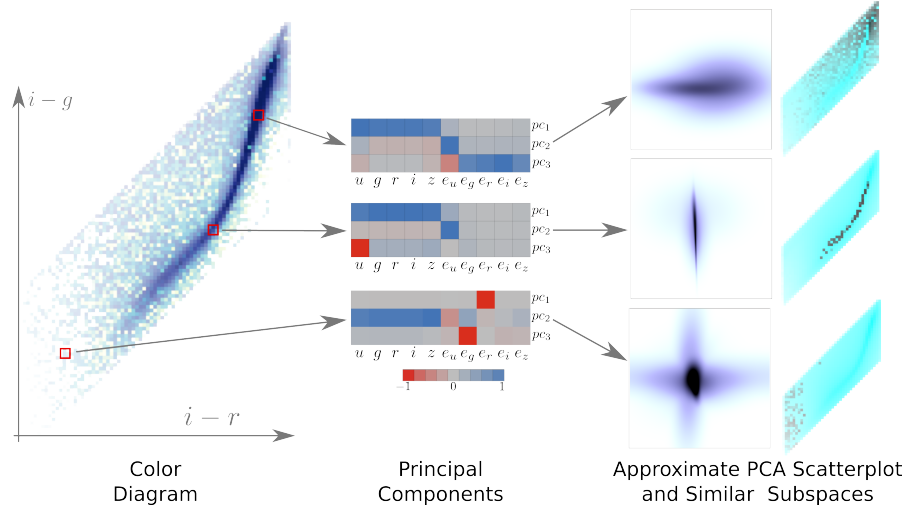 i − g
i − r
pc1
pc2
pc3
u g r i z eu eg er ei ez
pc1
pc2
pc3
u g r i z eu eg er ei ez
pc1
pc2
pc3
u g r i z eu eg er ei ez
−1 0 1
Color
Diagram
Principal
Components
Approximate PCA Scatterplot
and Similar Subspaces